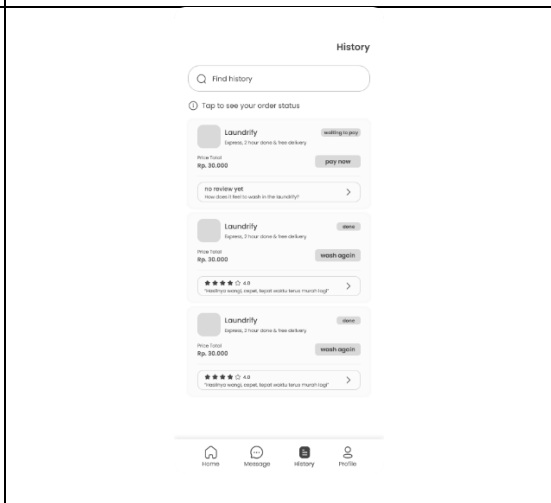 History
Find history
Tap to see your order status
Laundrify
waiting to pay
Express, 2 hour done & free delivery
Price Total
Rp. 30.000
pay now
no review yet
How does it feel to wash in the laundrify?
Laundrify
done
Express, 2 hour done & free delivery
Price Total
Rp. 30.000
wash again
4.0
"Hasilnya wangi, cepet, tepat waktu terus murah lagi"
Laundrify
done
Express, 2 hour done & free delivery
Price Total
Rp. 30.000
wash again
4.0
"Hasilnya wangi, cepet, tepat waktu terus murah lagi"
Home Message History Profile